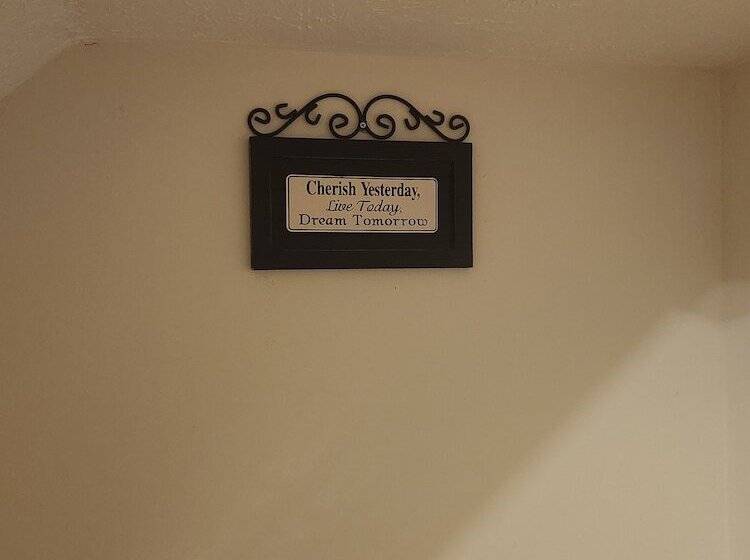 Cherish Yesterday,
Live Today,
Dream Tomorrow